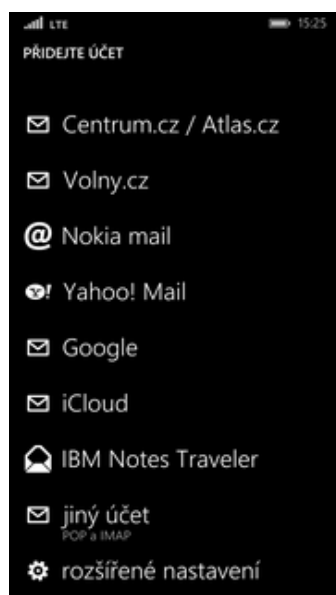 LTE 15:25
PŘIDEJTE ÚČET
Centrum.cz / Atlas.cz
Volny.cz
@ Nokia mail
Y! Yahoo! Mail
Google
iCloud
IBM Notes Traveler
jiný účet
POP a IMAP
rozšířené nastavení